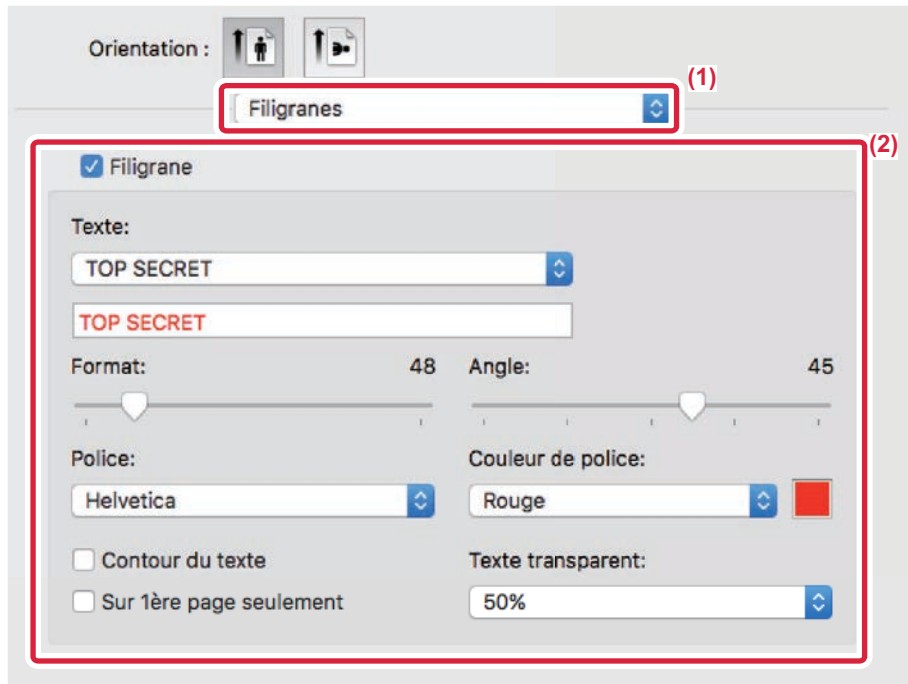 Orientation :
(1)
Filigranes
(2)
Filigrane
Texte:
TOP SECRET
TOP SECRET
Format: 48 Angle: 45
Police: Couleur de police:
Helvetica Rouge
Contour du texte Texte transparent:
Sur 1ère page seulement 50%